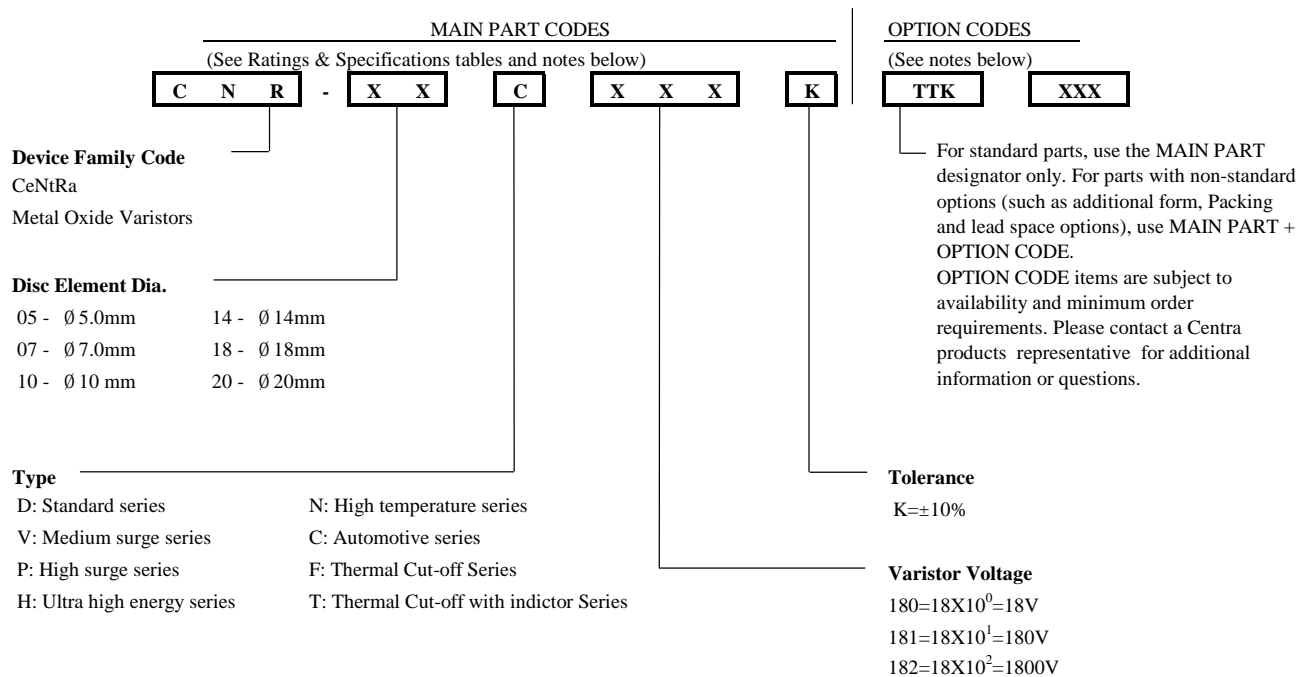 MAIN PART CODES
(See Ratings & Specifications tables and notes below)
OPTION CODES
(See notes below)
C N R - X X C X X X K TTK XXX
Device Family Code
CeNtRa
Metal Oxide Varistors
For standard parts, use the MAIN PART
designator only. For parts with non-standard
options (such as additional form, Packing
and lead space options), use MAIN PART +
OPTION CODE.
OPTION CODE items are subject to
availability and minimum order
requirements. Please contact a Centra
products representative for additional
information or questions.
Disc Element Dia.
05 - Ø 5.0mm 14 - Ø 14mm
07 - Ø 7.0mm 18 - Ø 18mm
10 - Ø 10 mm 20 - Ø 20mm
Type
D: Standard series N: High temperature series
V: Medium surge series C: Automotive series
P: High surge series F: Thermal Cut-off Series
H: Ultra high energy series T: Thermal Cut-off with indictor Series
Tolerance
K=±10%
Varistor Voltage
180=18X10⁰=18V
181=18X10¹=180V
182=18X10²=1800V